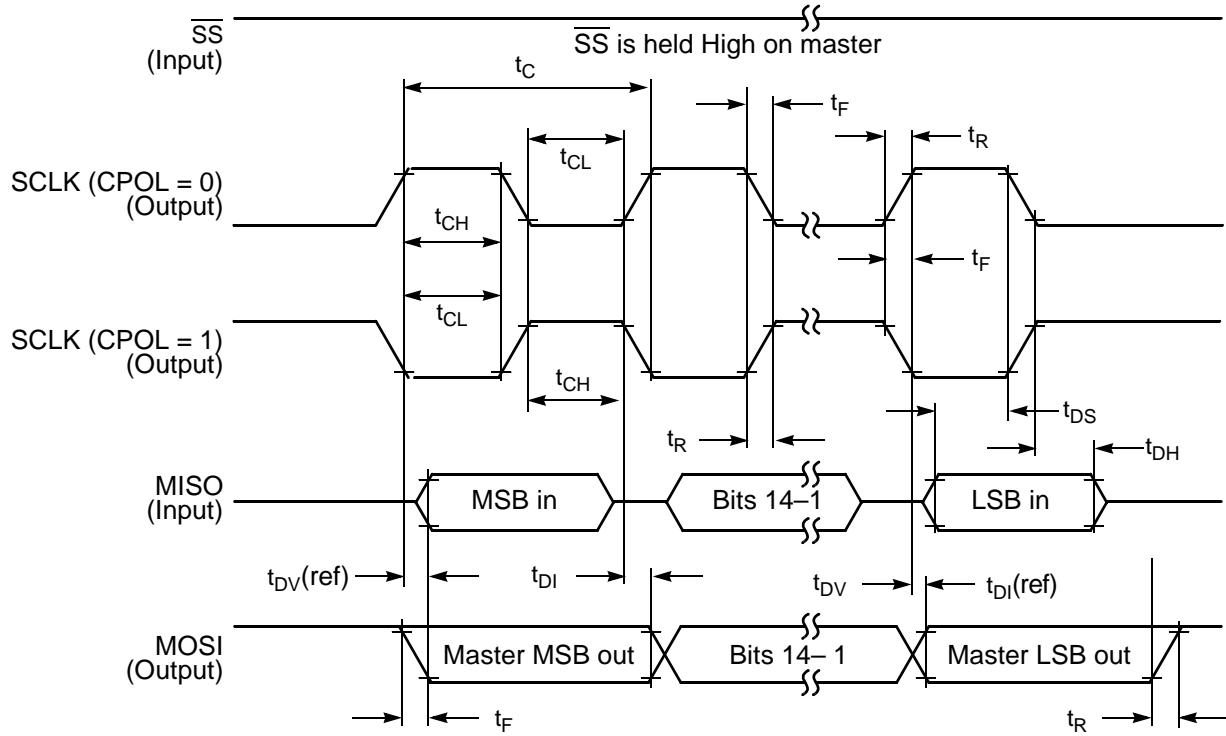 SS
(Input)
SS is held High on master
tC
tF
tR
tCL
SCLK (CPOL = 0)
(Output)
tCH
tF
tCL
SCLK (CPOL = 1)
(Output)
tCH
tDS
tR
tDH
MISO
(Input)
MSB in
Bits 14–1
LSB in
tDV(ref)
tDI
tDV
tDI(ref)
MOSI
(Output)
Master MSB out
Bits 14– 1
Master LSB out
tF
tR